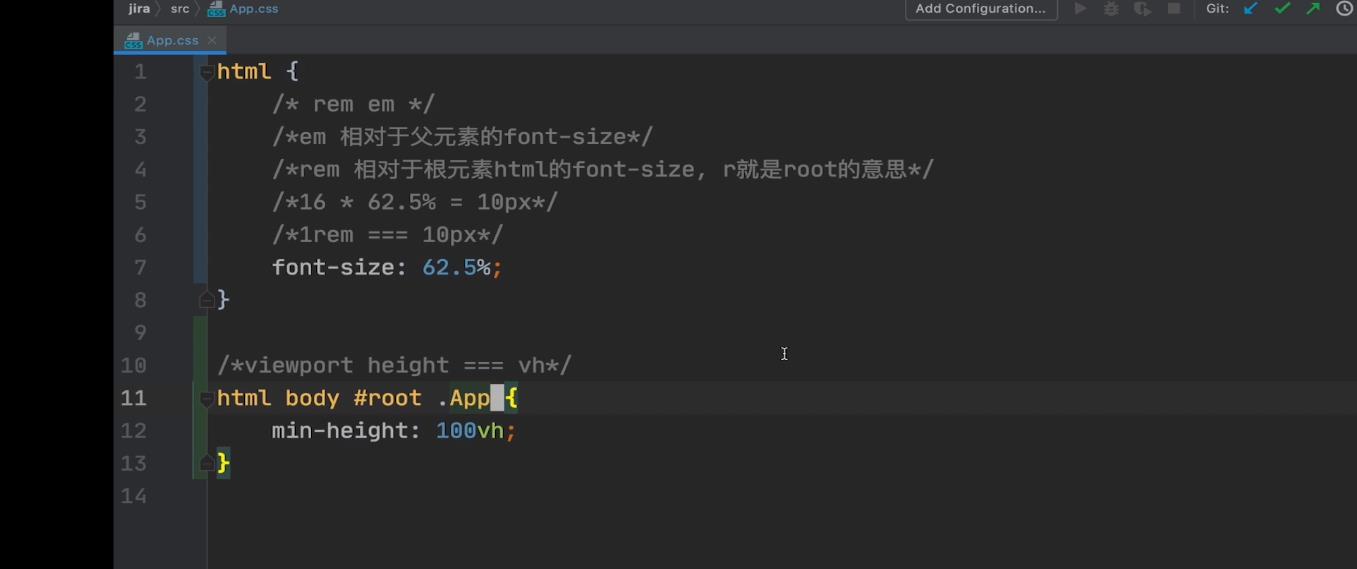 jira src App.css Add Configuration... Git:
App.css
1 html {
2 /* rem em */
3 /*em 相对于父元素的font-size*/
4 /*rem 相对于根元素html的font-size, r就是root的意思*/
5 /*16 * 62.5% = 10px*/
6 /*1rem === 10px*/
7 font-size: 62.5%;
8 }
9
10 /*viewport height === vh*/
11 html body #root .App {
12 min-height: 100vh;
13 }
14